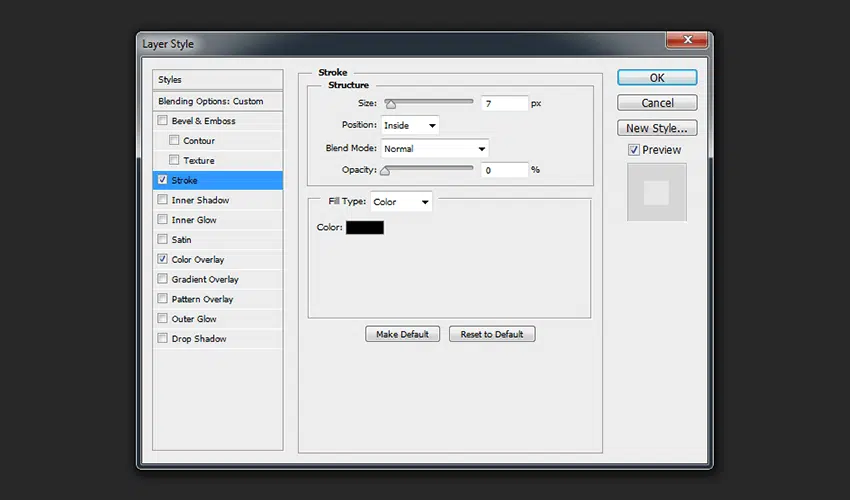 Layer Style
Styles
Blending Options: Custom
Bevel & Emboss
Contour
Texture
Stroke
Inner Shadow
Inner Glow
Satin
Color Overlay
Gradient Overlay
Pattern Overlay
Outer Glow
Drop Shadow
Stroke
Structure
Size: 7 px
Position: Inside
Blend Mode: Normal
Opacity: 0 %
Fill Type: Color
Color:
Make Default Reset to Default
OK
Cancel
New Style...
Preview